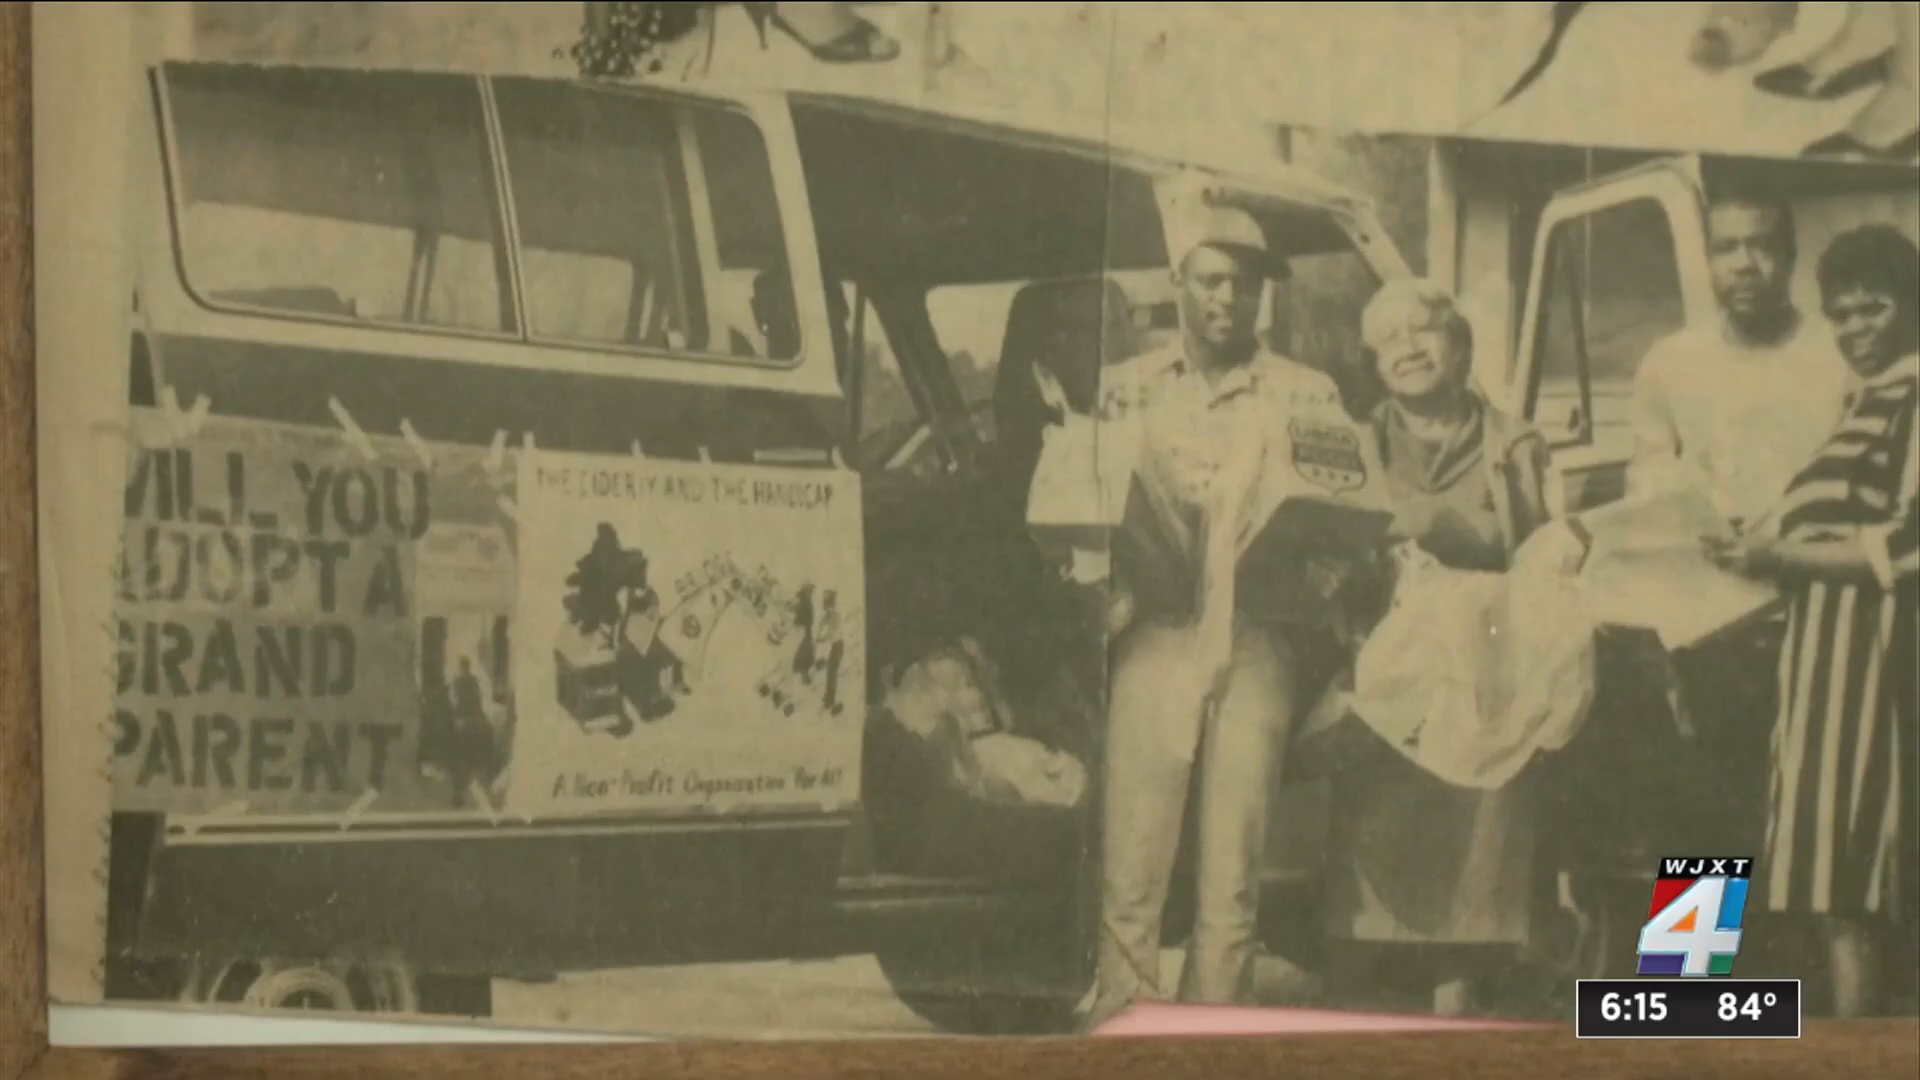 WILL YOU
ADOPT A
GRAND
PARENT
THE ELDERLY AND THE HANDICAP
A Non-Profit Organization For All
WJXT
4
6:15 84°